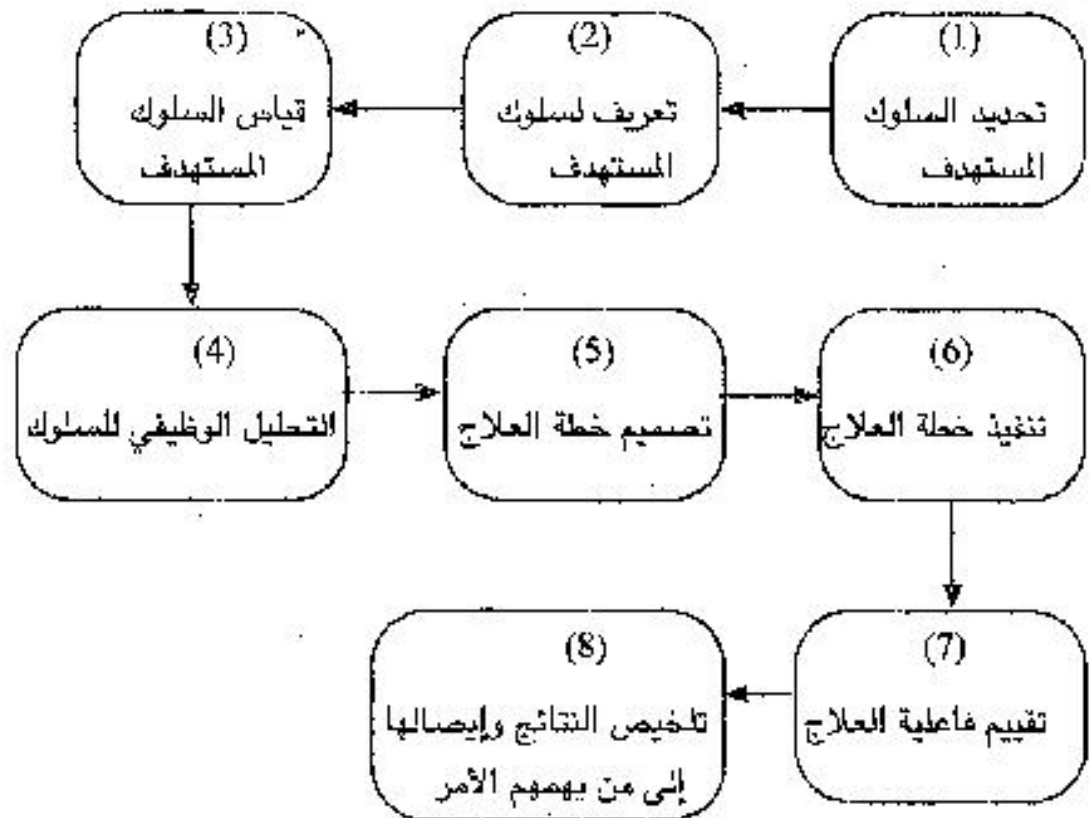 (1)
تحديد السلوك
المستهدف
(2)
تعريف لسلوك
المستهدف
(3)
قياس السلوك
المستهدف
(4)
التحليل الوظيفي للسلوك
(5)
تصميم خطة العلاج
(6)
تنفيذ خطة العلاج
(7)
تقييم فاعلية العلاج
(8)
تلخيص النتائج وإيصالها
إلى من يهمهم الأمر